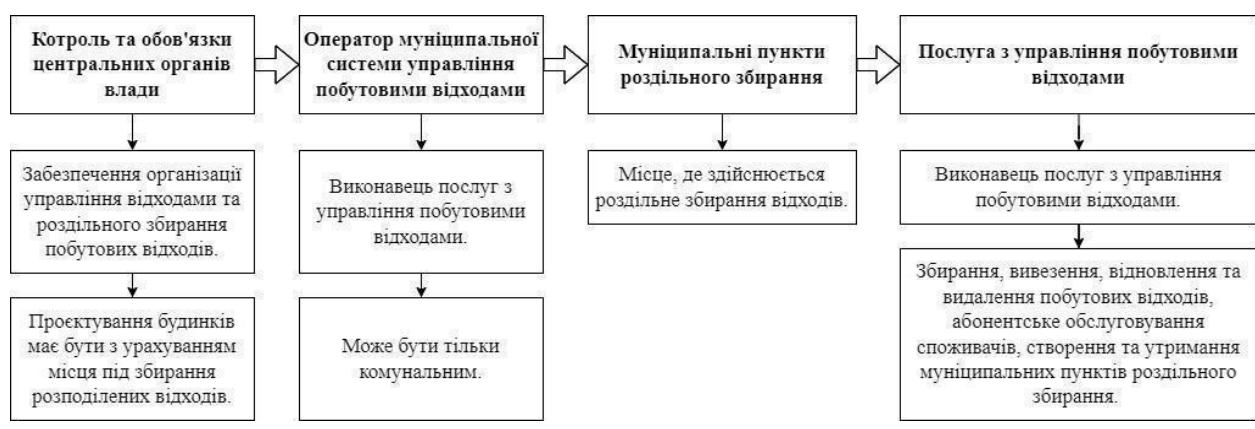 Котроль та обов'язки
центральних органів
влади
Оператор муніципальної
системи управління
побутовими відходами
Муніципальні пункти
роздільного збирання
Послуга з управління побутовими
відходами
Забезпечення організації
управління відходами та
роздільного збирання
побутових відходів.
Виконавець послуг з
управління побутовими
відходами.
Місце, де здійснюється
роздільне збирання відходів.
Виконавець послуг з управління
побутовими відходами.
Проєктування будинків
має бути з урахуванням
місця під збирання
розподілених відходів.
Може бути тільки
комунальним.
Збирання, вивезення, відновлення та
видалення побутових відходів,
абонентське обслуговування
споживачів, створення та утримання
муніципальних пунктів роздільного
збирання.